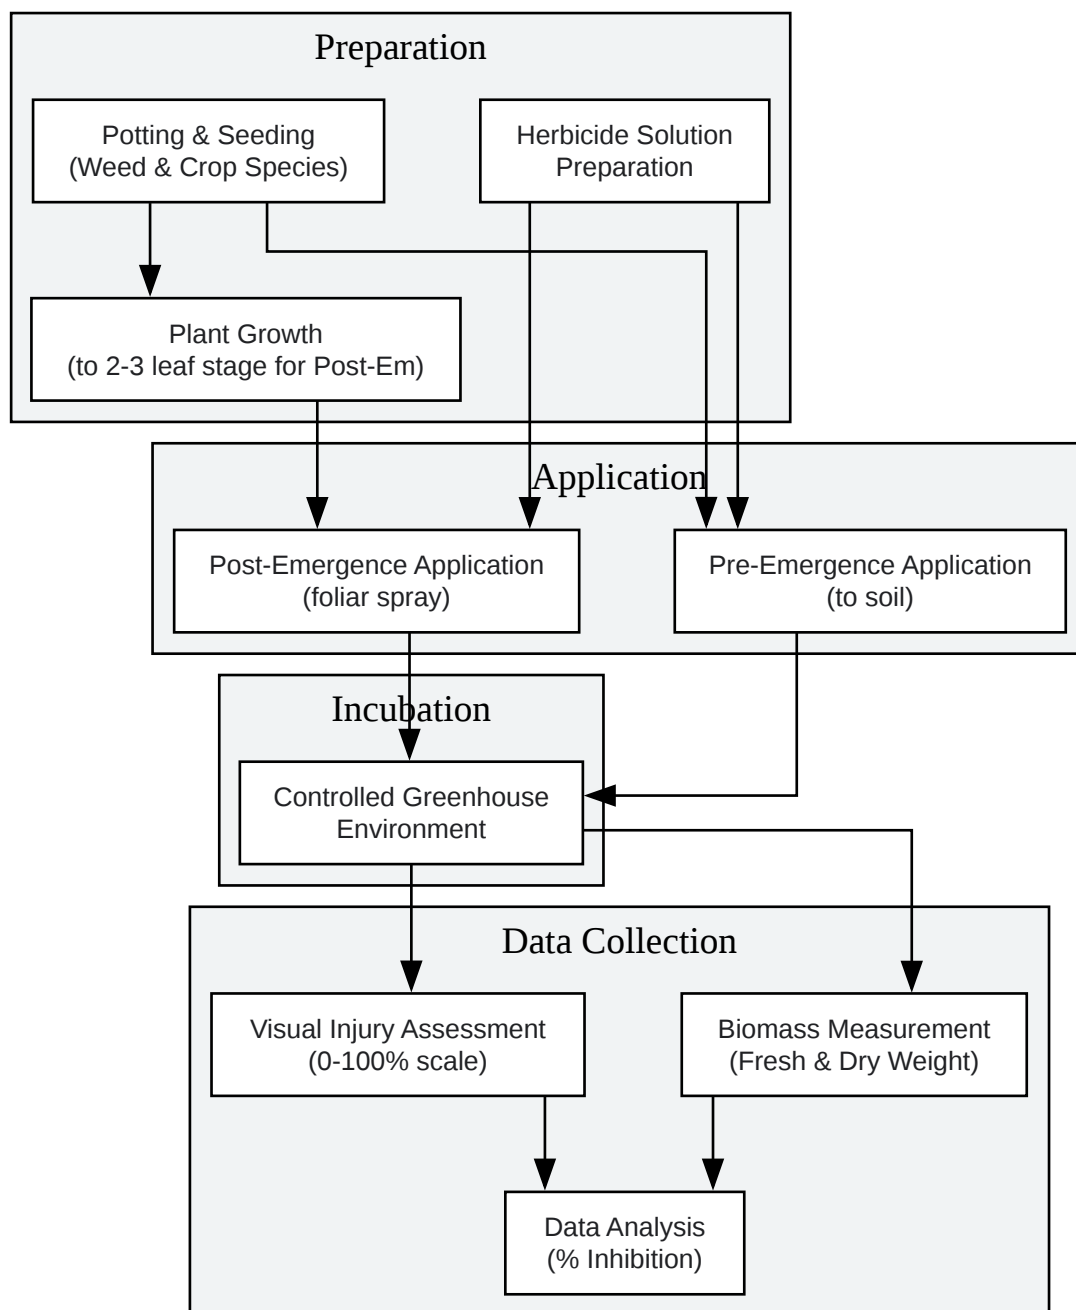 Preparation
Potting & Seeding
(Weed & Crop Species)
Herbicide Solution
Preparation
Plant Growth
(to 2-3 leaf stage for Post-Em)
Application
Post-Emergence Application
(foliar spray)
Pre-Emergence Application
(to soil)
Incubation
Controlled Greenhouse
Environment
Data Collection
Visual Injury Assessment
(0-100% scale)
Biomass Measurement
(Fresh & Dry Weight)
Data Analysis
(% Inhibition)